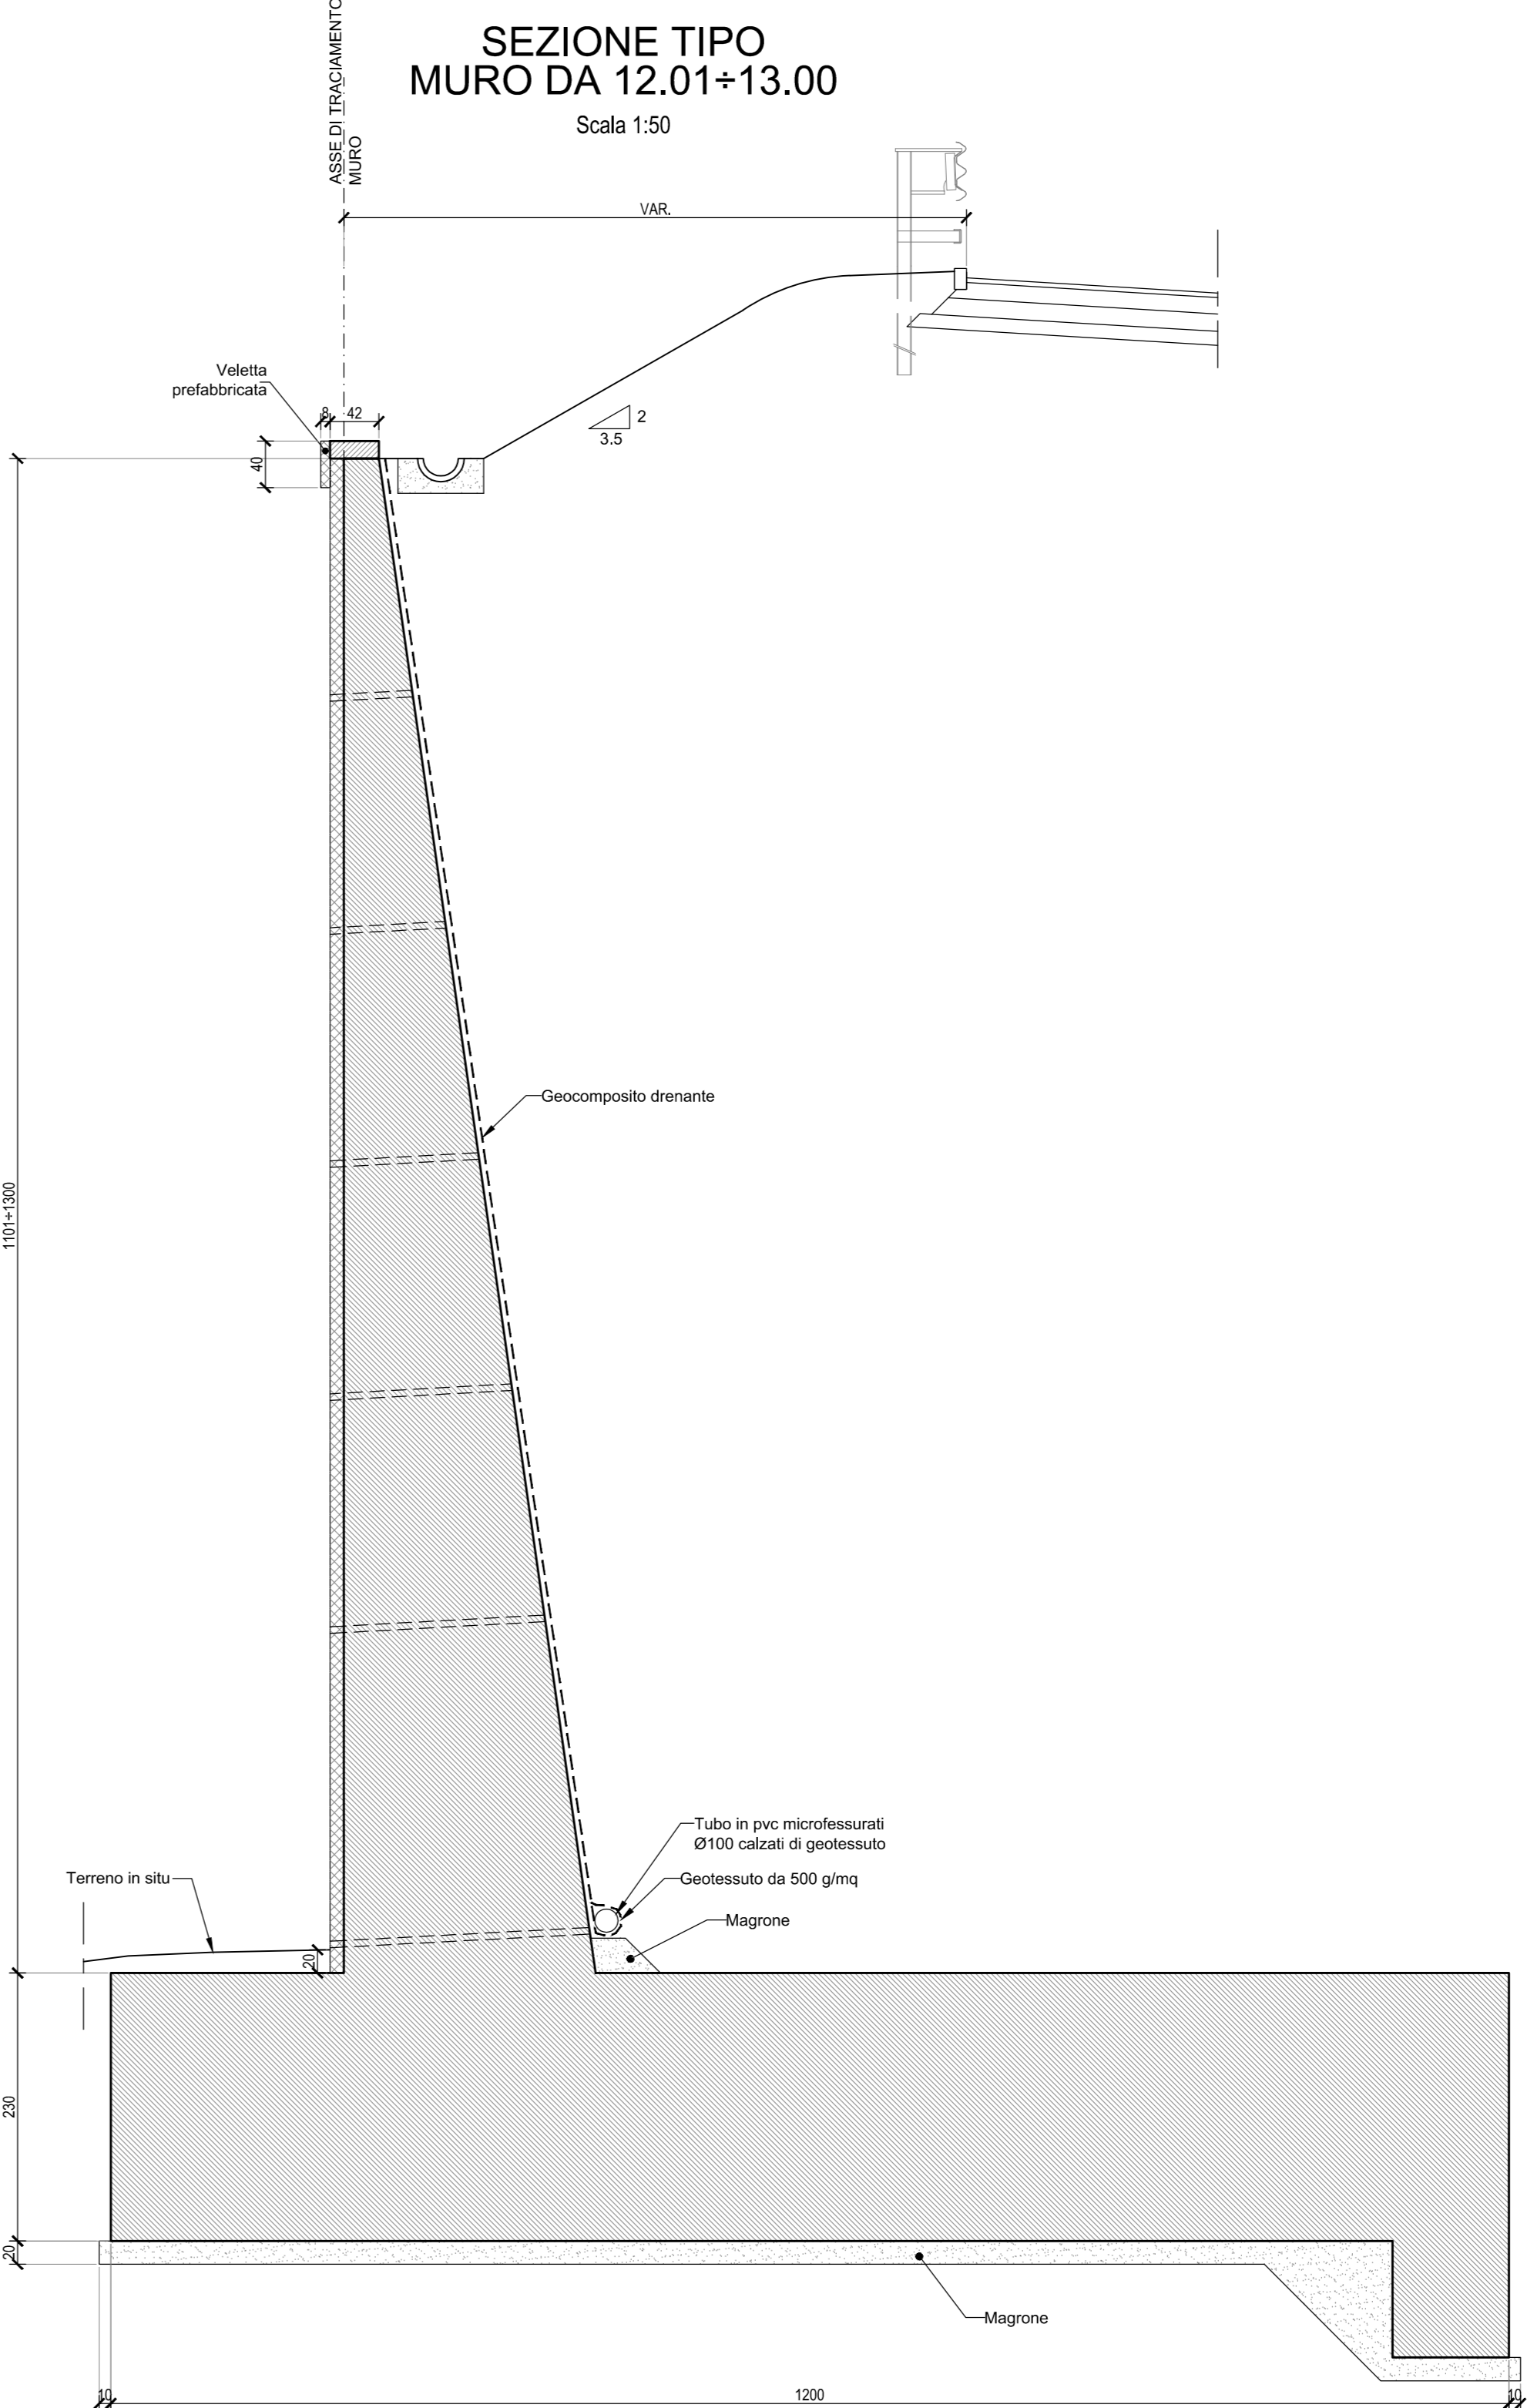 SEZIONE TIPO
MURO DA 12.01÷13.00
Scala 1:50
ASSE DI TRACIAMENTO
MURO
VAR.
Veletta
prefabbricata
8
42
40
2
3.5
Geocomposito drenante
1101÷1300
Tubo in pvc microfessurati
Ø100 calzati di geotessuto
Geotessuto da 500 g/mq
Terreno in situ
Magrone
20
230
20
Magrone
10
1200
10